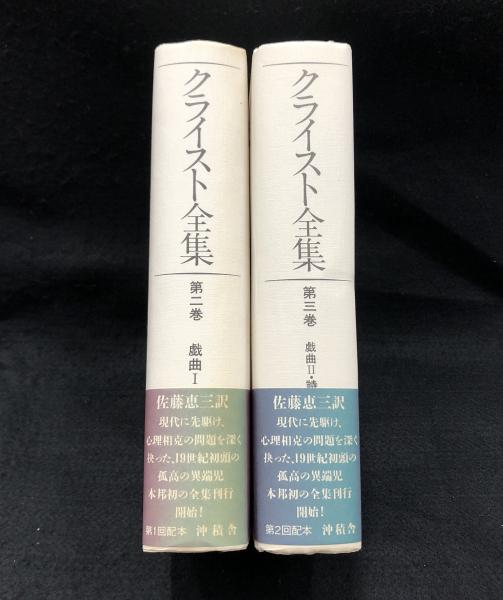 クライスト全集
第二巻
戯曲I
佐藤恵三訳
現代に先駆け、
心理相克の問題を深く
抉った、19世紀初頭の
孤高の異端児
本邦初の全集刊行
開始!
第1回配本 沖積舎
クライスト全集
第三巻
戯曲II・詩
佐藤恵三訳
現代に先駆け、
心理相克の問題を深く
抉った、19世紀初頭の
孤高の異端児
本邦初の全集刊行
開始!
第2回配本 沖積舎